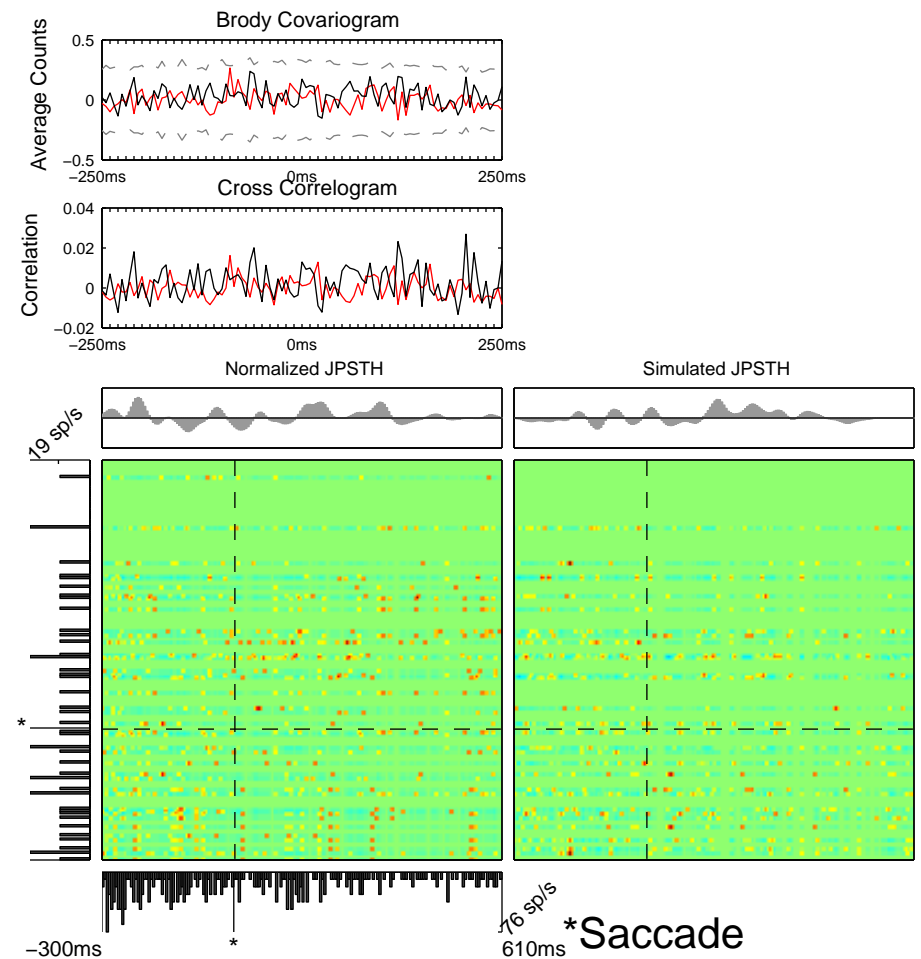 Brody Covariogram
Average Counts
0.5
0
−0.5
−250ms
0ms
250ms
Cross Correlogram
Correlation
0.04
0.02
0
−0.02
−250ms
0ms
250ms
Normalized JPSTH
Simulated JPSTH
19 sp/s
*
*
−300ms
610ms
76 sp/s
*Saccade